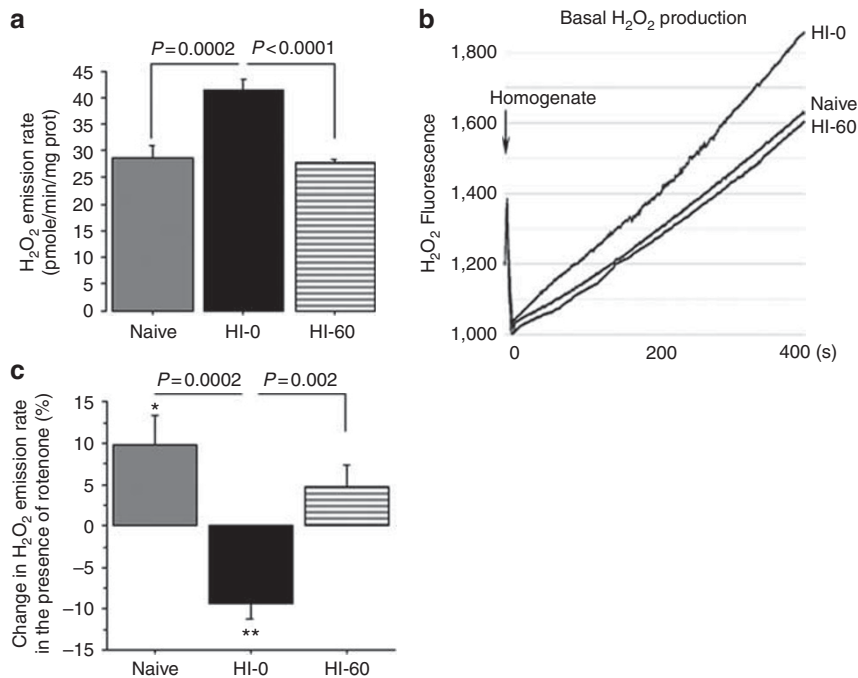 a
P=0.0002
P<0.0001
H₂O₂ emission rate
(pmole/min/mg prot)
45
40
35
30
25
20
15
10
5
0
Naive
HI-0
HI-60
b
Basal H₂O₂ production
H₂O₂ Fluorescence
1,800
1,600
1,400
1,200
1,000
Homogenate
HI-0
Naive
HI-60
0
200
400 (s)
c
P=0.0002
P=0.002
Change in H₂O₂ emission rate
in the presence of rotenone (%)
15
10
5
0
–5
–10
–15
*
**
Naive
HI-0
HI-60